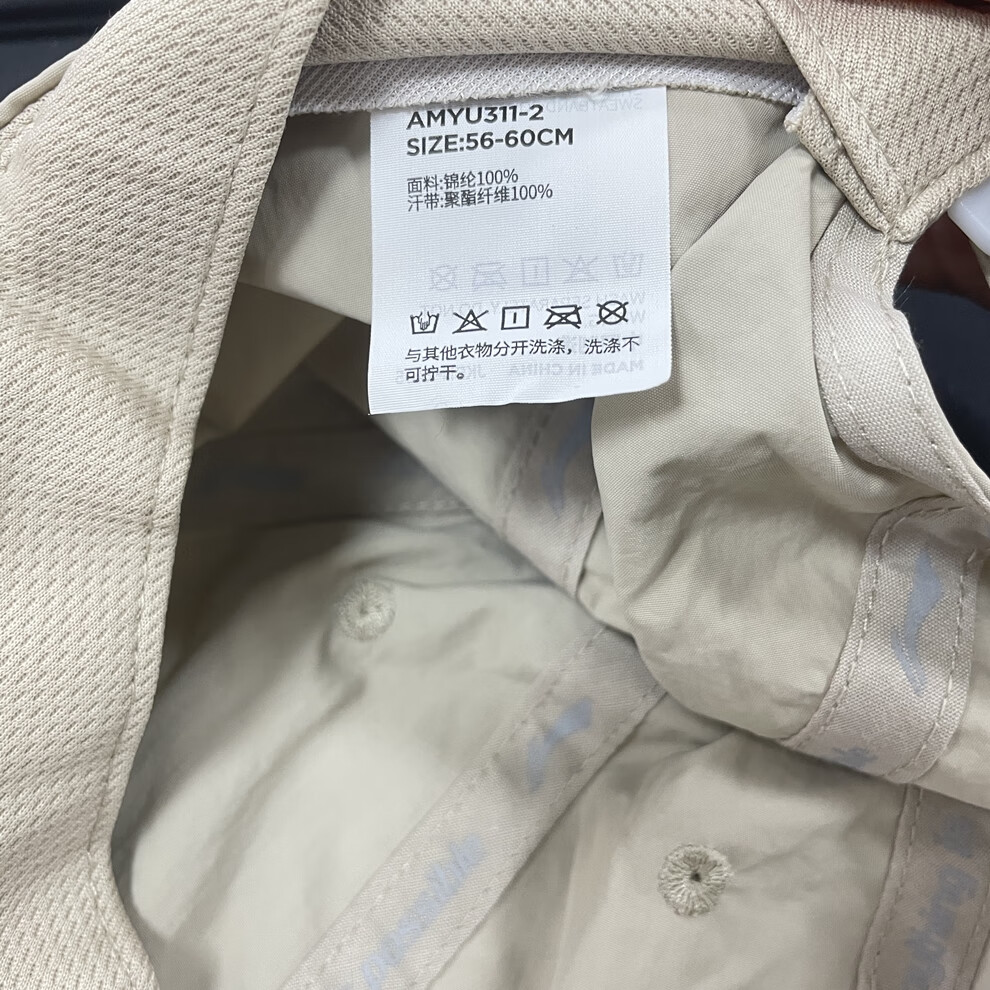 AMYU311-2
SIZE:56-60CM
面料:锦纶100%
汗带:聚酯纤维100%
与其他衣物分开洗涤，洗涤不
可拧干。